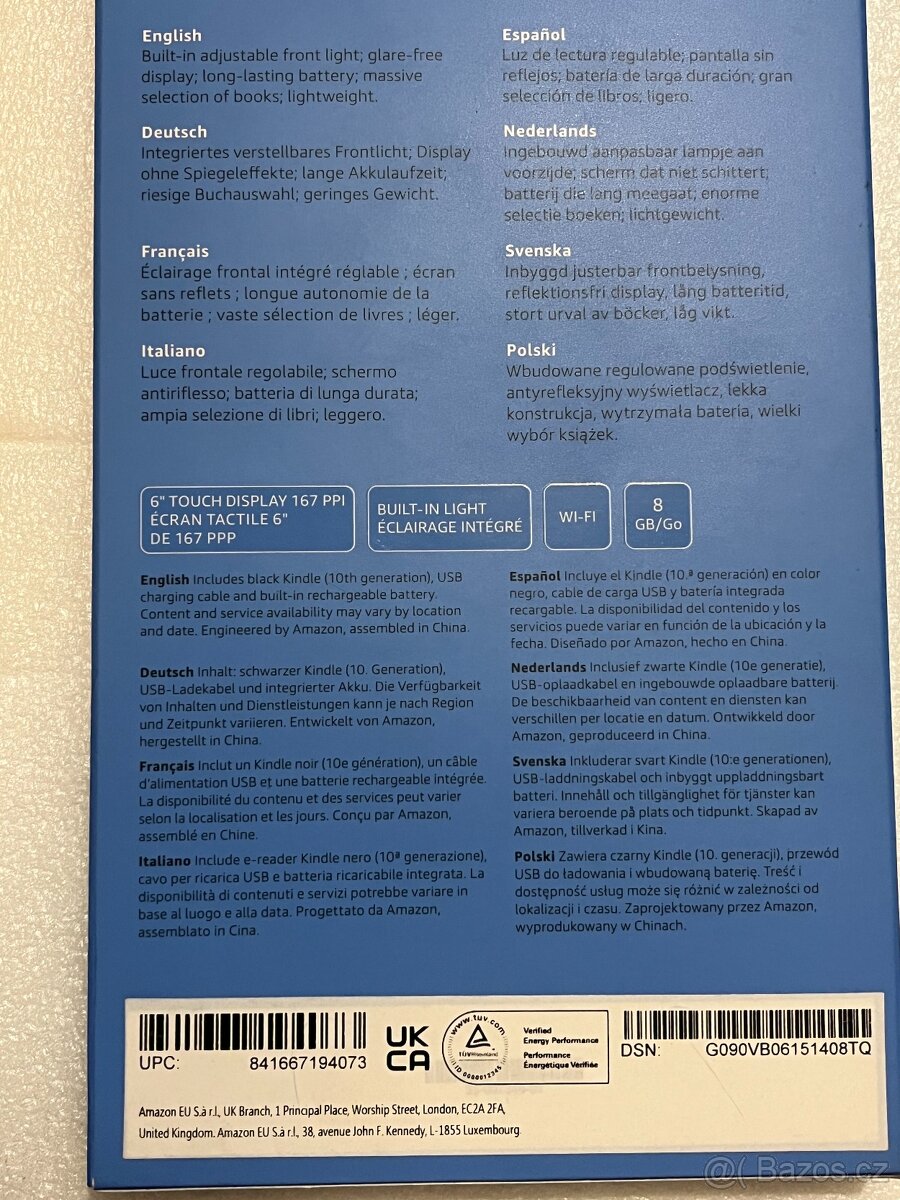 English
Built-in adjustable front light; glare-free
display; long-lasting battery; massive
selection of books; lightweight.
Deutsch
Integriertes verstellbares Frontlicht; Display
ohne Spiegeleffekte; lange Akkulaufzeit;
riesige Buchauswahl; geringes Gewicht.
Français
Éclairage frontal intégré réglable ; écran
sans reflets ; longue autonomie de la
batterie ; vaste sélection de livres ; léger.
Italiano
Luce frontale regolabile; schermo
antiriflesso; batteria di lunga durata;
ampia selezione di libri; leggero.
Español
Luz de lectura regulable; pantalla sin
reflejos; batería de larga duración; gran
selección de libros; ligero.
Nederlands
Ingebouwd aanpasbaar lampje aan
voorzijde; scherm dat niet schittert;
batterij die lang meegaat; enorme
selectie boeken; lichtgewicht.
Svenska
Inbyggd justerbar frontbelysning,
reflektionsfri display, lång batteritid,
stort urval av böcker, låg vikt.
Polski
Wbudowane regulowane podświetlenie,
antyrefleksyjny wyświetlacz, lekka
konstrukcja, wytrzymała bateria, wielki
wybór książek.
6" TOUCH DISPLAY 167 PPI
ÉCRAN TACTILE 6"
DE 167 PPP
BUILT-IN LIGHT
ÉCLAIRAGE INTÉGRÉ
WI-FI
8
GB/Go
English Includes black Kindle (10th generation), USB
charging cable and built-in rechargeable battery.
Content and service availability may vary by location
and date. Engineered by Amazon, assembled in China.
Deutsch Inhalt: schwarzer Kindle (10. Generation),
USB-Ladekabel und integrierter Akku. Die Verfügbarkeit
von Inhalten und Dienstleistungen kann je nach Region
und Zeitpunkt variieren. Entwickelt von Amazon,
hergestellt in China.
Français Inclut un Kindle noir (10e génération), un câble
d'alimentation USB et une batterie rechargeable intégrée.
La disponibilité du contenu et des services peut varier
selon la localisation et les jours. Conçu par Amazon,
assemblé en Chine.
Italiano Include e-reader Kindle nero (10ª generazione),
cavo per ricarica USB e batteria ricaricabile integrata. La
disponibilità di contenuti e servizi potrebbe variare in
base al luogo e alla data. Progettato da Amazon,
assemblato in Cina.
Español Incluye el Kindle (10.ª generación) en color
negro, cable de carga USB y batería integrada
recargable. La disponibilidad del contenido y los
servicios puede variar en función de la ubicación y la
fecha. Diseñado por Amazon, hecho en China.
Nederlands Inclusief zwarte Kindle (10e generatie),
USB-oplaadkabel en ingebouwde oplaadbare batterij.
De beschikbaarheid van content en diensten kan
verschillen per locatie en datum. Ontwikkeld door
Amazon, geproduceerd in China.
Svenska Inkluderar svart Kindle (10:e generationen),
USB-laddningskabel och inbyggt uppladdningsbart
batteri. Innehåll och tillgänglighet för tjänster kan
variera beroende på plats och tidpunkt. Skapad av
Amazon, tillverkad i Kina.
Polski Zawiera czarny Kindle (10. generacji), przewód
USB do ładowania i wbudowaną baterię. Treść i
dostępność usług może się różnić w zależności od
lokalizacji i czasu. Zaprojektowany przez Amazon,
wyprodukowany w Chinach.
UPC: 841667194073
UK
CA
www.tuv.com
TÜVRheinland
ID 0000012345
Verified
Energy Performance
Performance
Énergétique Vérifiée
DSN: G090VB06151408TQ
Amazon EU S.à r.l., UK Branch, 1 Principal Place, Worship Street, London, EC2A 2FA,
United Kingdom. Amazon EU S.à r.l., 38, avenue John F. Kennedy, L-1855 Luxembourg.
@ Bazos.cz